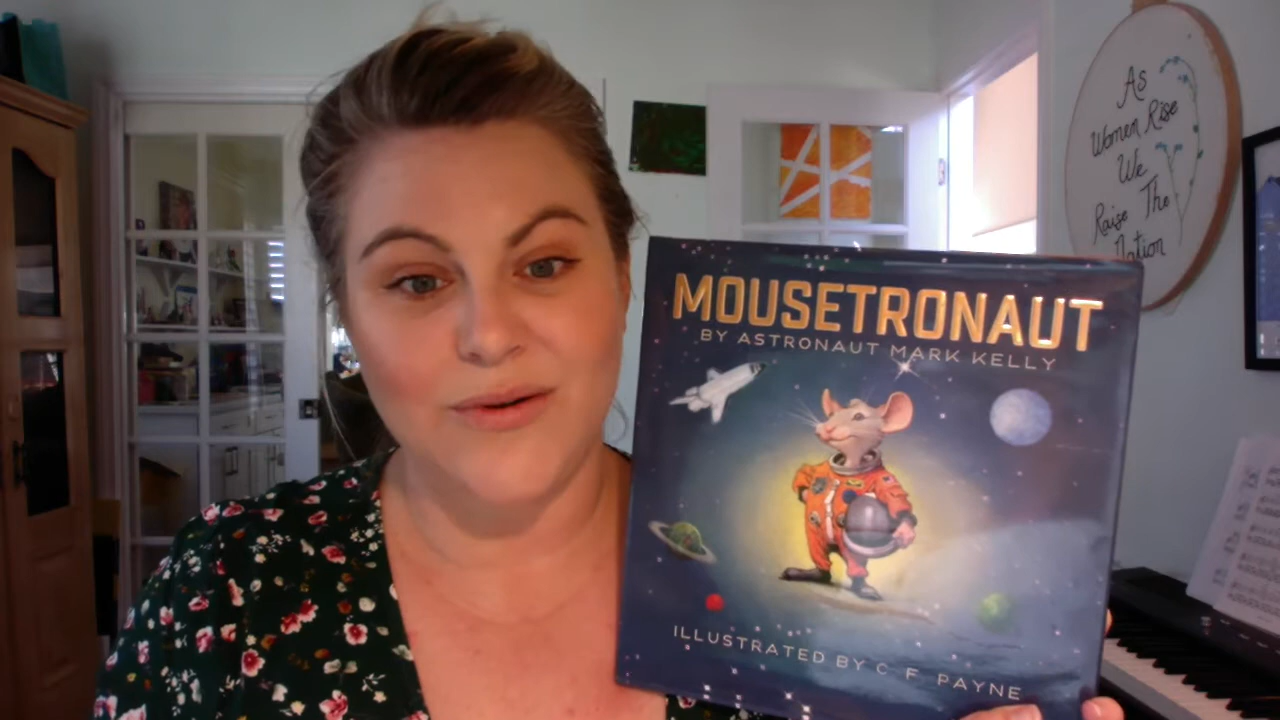 As
Women Rise
We
Raise The
Nation
MOUSETRONAUT
BY ASTRONAUT MARK KELLY
ILLUSTRATED BY C F PAYNE